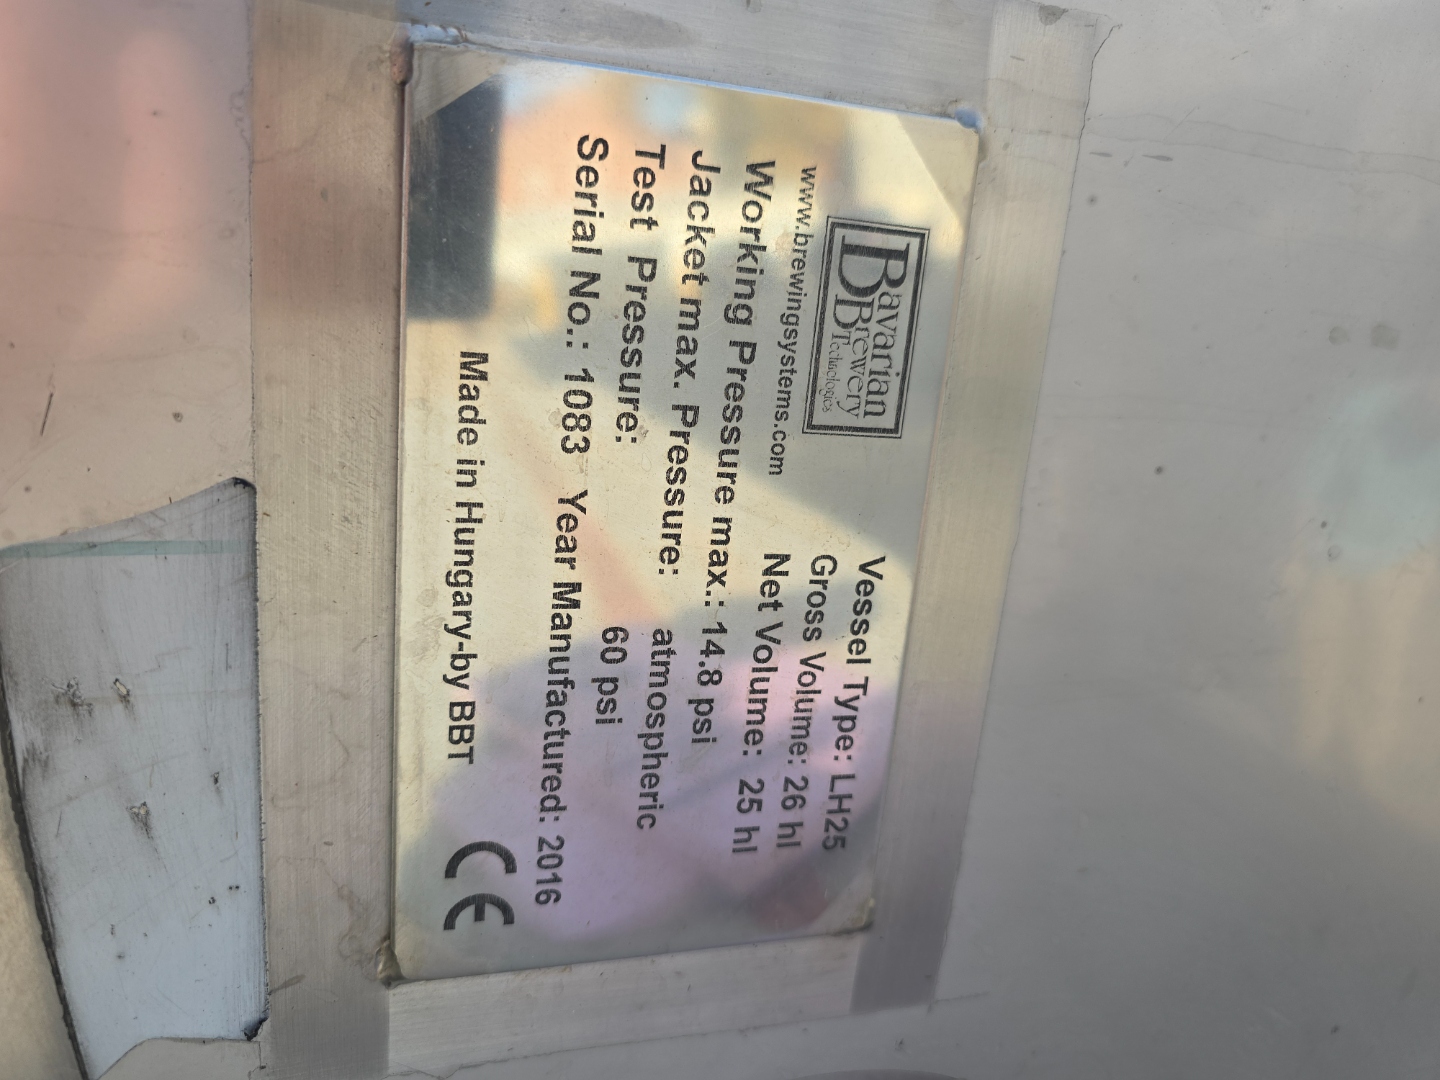 Bavarian
Brewery
Technologies
www.brewingsystems.com
Vessel Type: LH25
Gross Volume: 26 hl
Net Volume: 25 hl
Working Pressure max.: 14.8 psi
Jacket max. Pressure: atmospheric
Test Pressure: 60 psi
Serial No.: 1083 Year Manufactured: 2016
Made in Hungary-by BBT CE